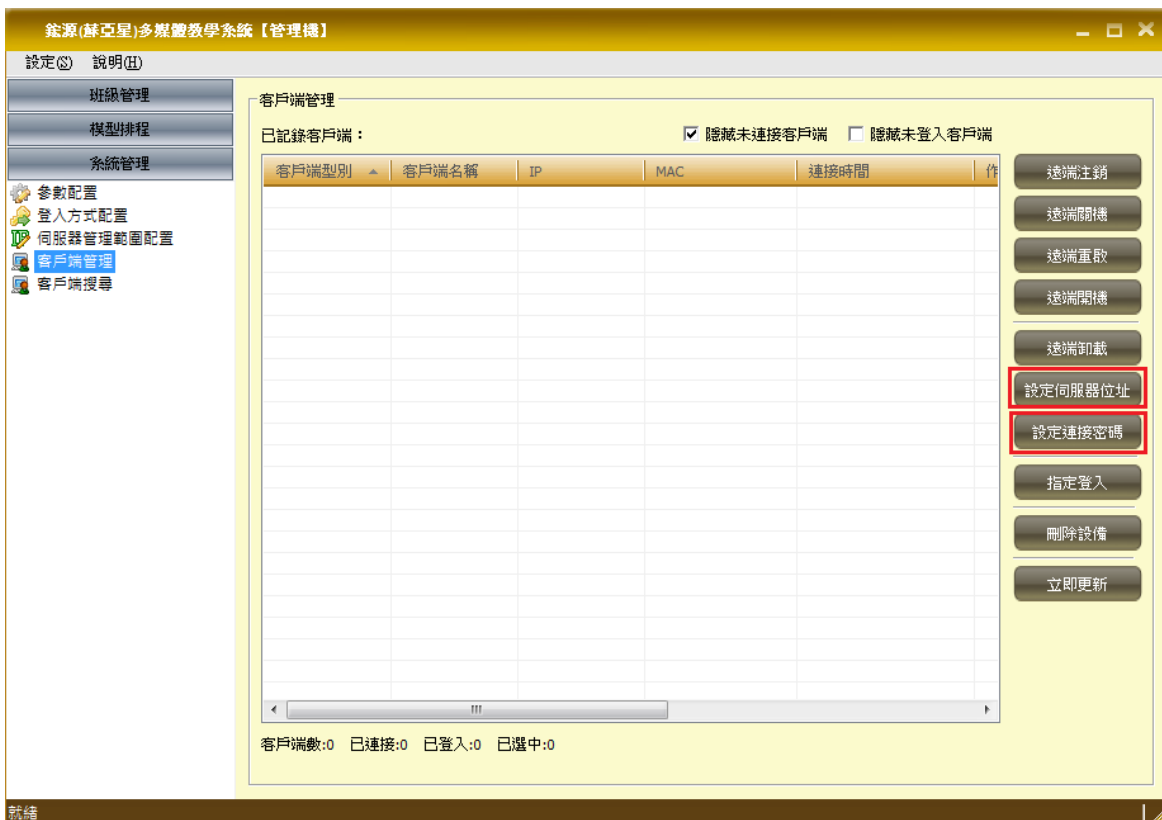 鍂源(蘇亞星)多媒體教學系統【管理機】
設定(S) 說明(H)
班級管理
模型排程
系統管理
參數配置
登入方式配置
伺服器管理範圍配置
客戶端管理
客戶端搜尋
客戶端管理
已記錄客戶端：
隱藏未連接客戶端
隱藏未登入客戶端
客戶端型別 客戶端名稱 IP MAC 連接時間 作
遠端注銷
遠端關機
遠端重啟
遠端開機
遠端卸載
設定伺服器位址
設定連接密碼
指定登入
刪除設備
立即更新
客戶端數:0 已連接:0 已登入:0 已選中:0
就緒